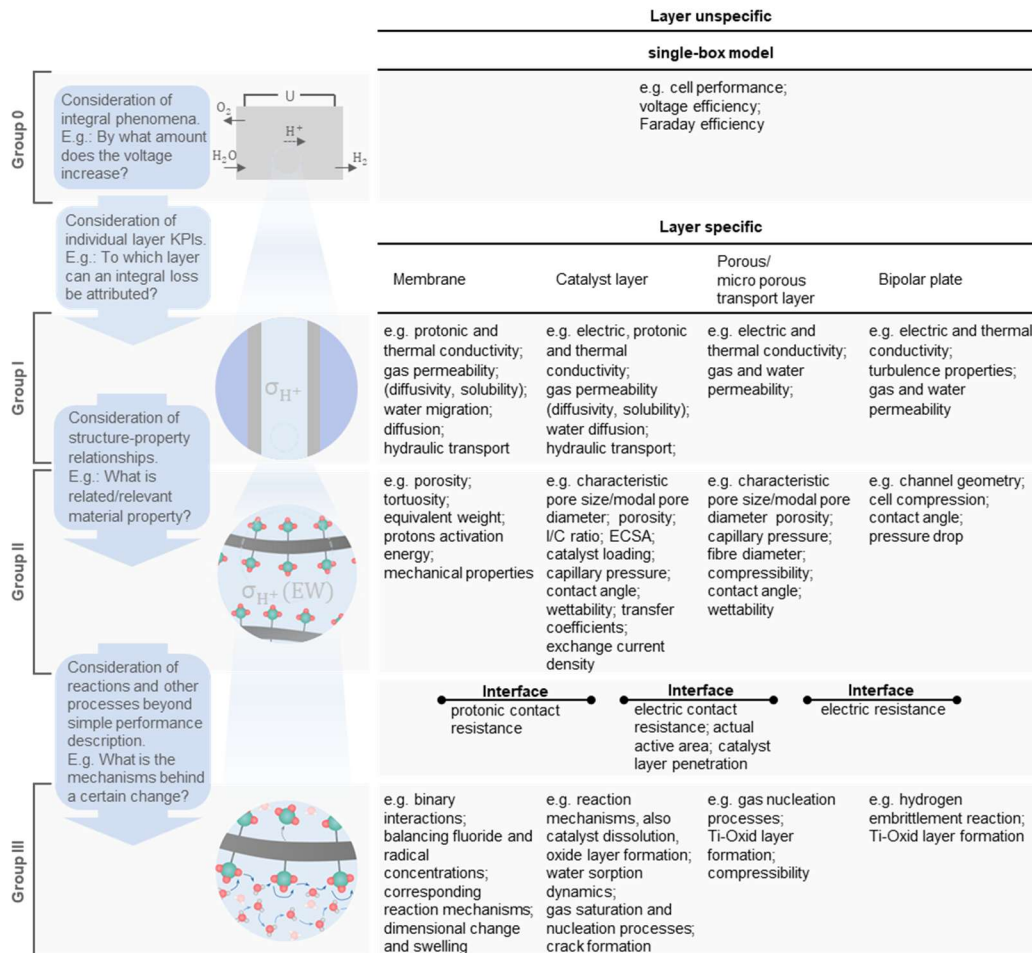 Layer unspecific
single-box model
Group 0
Consideration of
integral phenomena.
E.g.: By what amount
does the voltage
increase?
U
O2
H+
H2O
H2
e.g. cell performance;
voltage efficiency;
Faraday efficiency
Consideration of
individual layer KPIs.
E.g.: To which layer
can an integral loss
be attributed?
Layer specific
Membrane
Catalyst layer
Porous/
micro porous
transport layer
Bipolar plate
Group I
σH+
e.g. protonic and
thermal conductivity;
gas permeability;
(diffusivity, solubility);
water migration;
diffusion;
hydraulic transport
e.g. electric, protonic
and thermal
conductivity;
gas permeability
(diffusivity, solubility);
water diffusion;
hydraulic transport;
e.g. electric and
thermal conductivity;
gas and water
permeability;
e.g. electric and thermal
conductivity;
turbulence properties;
gas and water
permeability
Consideration of
structure-property
relationships.
E.g.: What is
related/relevant
material property?
Group II
σH+(EW)
e.g. porosity;
tortuosity;
equivalent weight;
protons activation
energy;
mechanical properties
e.g. characteristic
pore size/modal pore
diameter; porosity;
I/C ratio; ECSA;
catalyst loading;
capillary pressure;
contact angle;
wettability; transfer
coefficients;
exchange current
density
e.g. characteristic
pore size/modal pore
diameter porosity;
capillary pressure;
fibre diameter;
compressibility;
contact angle;
wettability
e.g. channel geometry;
cell compression;
contact angle;
pressure drop
Consideration of
reactions and other
processes beyond
simple performance
description.
E.g. What is the
mechanisms behind
a certain change?
Interface
protonic contact
resistance
Interface
electric contact
resistance; actual
active area; catalyst
layer penetration
Interface
electric resistance
Group III
e.g. binary
interactions;
balancing fluoride and
radical
concentrations;
corresponding
reaction mechanisms;
dimensional change
and swelling
e.g. reaction
mechanisms, also
catalyst dissolution,
oxide layer formation;
water sorption
dynamics;
gas saturation and
nucleation processes;
crack formation
e.g. gas nucleation
processes;
Ti-Oxid layer
formation;
compressibility
e.g. hydrogen
embrittlement reaction;
Ti-Oxid layer formation